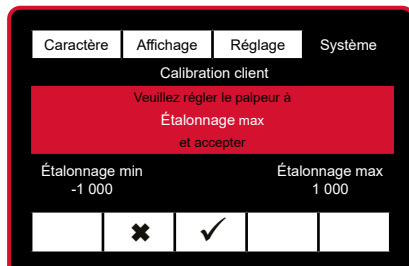 Caractère Affichage Réglage Système
Calibration client
Veuillez régler le palpeur à
Étalonnage max
et accepter
Étalonnage min Étalonnage max
-1 000 1 000